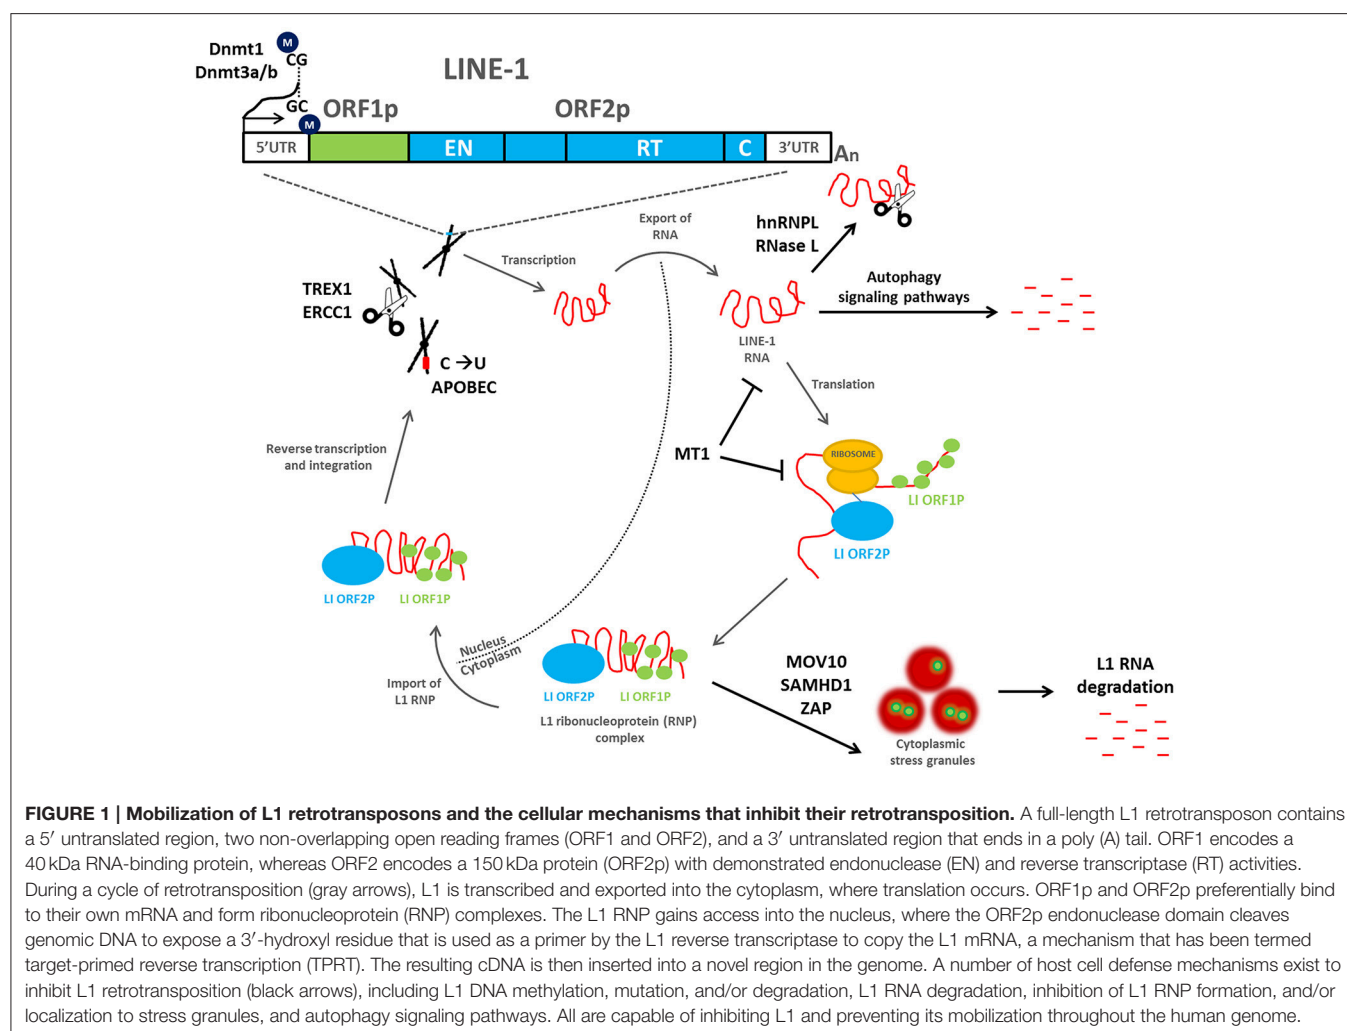 Dnmt1
Dnmt3a/b
M
CG
GC
M
LINE-1
ORF1p
ORF2p
5'UTR
EN
RT
C
3'UTR
An
Export of
RNA
hnRNPL
RNase L
Transcription
TREX1
ERCC1
Autophagy
signaling pathways
LINE-1
RNA
C →U
APOBEC
Translation
Reverse transcription
and integration
MT1
RIBOSOME
LI ORF1P
LI ORF2P
LI ORF2P
LI ORF1P
Nucleus
Cytoplasm
Import of
L1 RNP
LI ORF2P
LI ORF1P
L1 ribonucleoprotein (RNP)
complex
MOV10
SAMHD1
ZAP
Cytoplasmic
stress granules
L1 RNA
degradation
FIGURE 1 | Mobilization of L1 retrotransposons and the cellular mechanisms that inhibit their retrotransposition. A full-length L1 retrotransposon contains
a 5′ untranslated region, two non-overlapping open reading frames (ORF1 and ORF2), and a 3′ untranslated region that ends in a poly (A) tail. ORF1 encodes a
40 kDa RNA-binding protein, whereas ORF2 encodes a 150 kDa protein (ORF2p) with demonstrated endonuclease (EN) and reverse transcriptase (RT) activities.
During a cycle of retrotransposition (gray arrows), L1 is transcribed and exported into the cytoplasm, where translation occurs. ORF1p and ORF2p preferentially bind
to their own mRNA and form ribonucleoprotein (RNP) complexes. The L1 RNP gains access into the nucleus, where the ORF2p endonuclease domain cleaves
genomic DNA to expose a 3′-hydroxyl residue that is used as a primer by the L1 reverse transcriptase to copy the L1 mRNA, a mechanism that has been termed
target-primed reverse transcription (TPRT). The resulting cDNA is then inserted into a novel region in the genome. A number of host cell defense mechanisms exist to
inhibit L1 retrotransposition (black arrows), including L1 DNA methylation, mutation, and/or degradation, L1 RNA degradation, inhibition of L1 RNP formation, and/or
localization to stress granules, and autophagy signaling pathways. All are capable of inhibiting L1 and preventing its mobilization throughout the human genome.